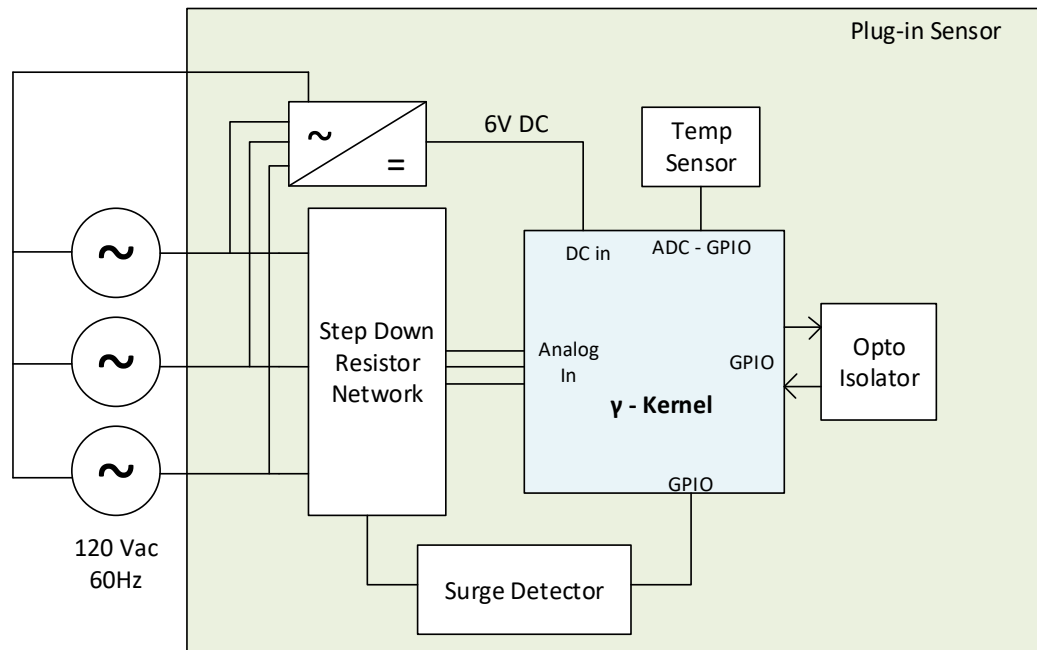 Plug-in Sensor
~
=
6V DC
Temp
Sensor
~
~
~
120 Vac
60Hz
Step Down
Resistor
Network
DC in
ADC - GPIO
Analog
In
GPIO
γ - Kernel
GPIO
Opto
Isolator
Surge Detector